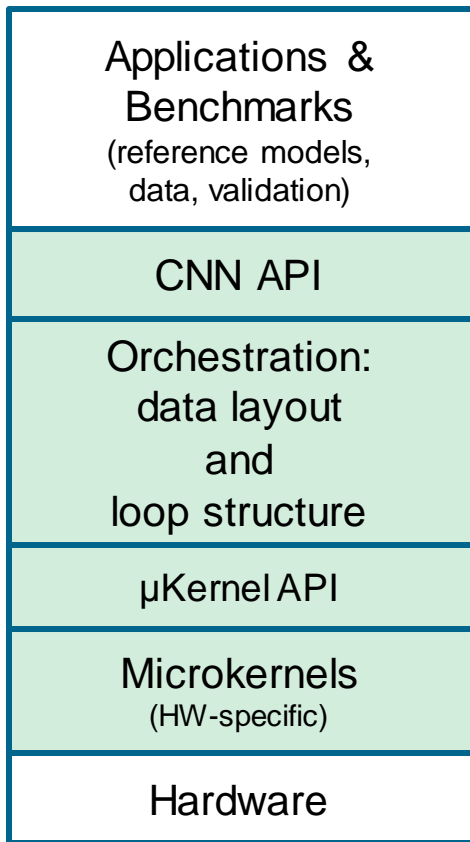 Applications &
Benchmarks
(reference models,
data, validation)
CNN API
Orchestration:
data layout
and
loop structure
µKernel API
Microkernels
(HW-specific)
Hardware